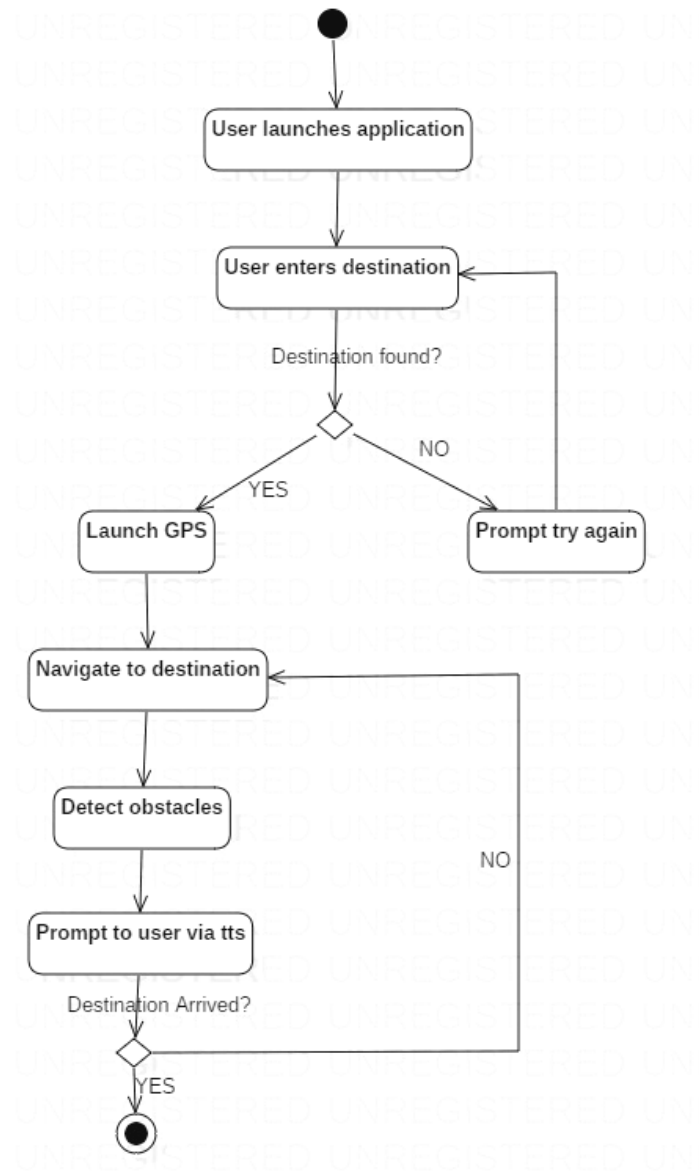 User launches application
User enters destination
Destination found?
NO
YES
Launch GPS
Prompt try again
Navigate to destination
Detect obstacles
NO
Prompt to user via tts
Destination Arrived?
YES